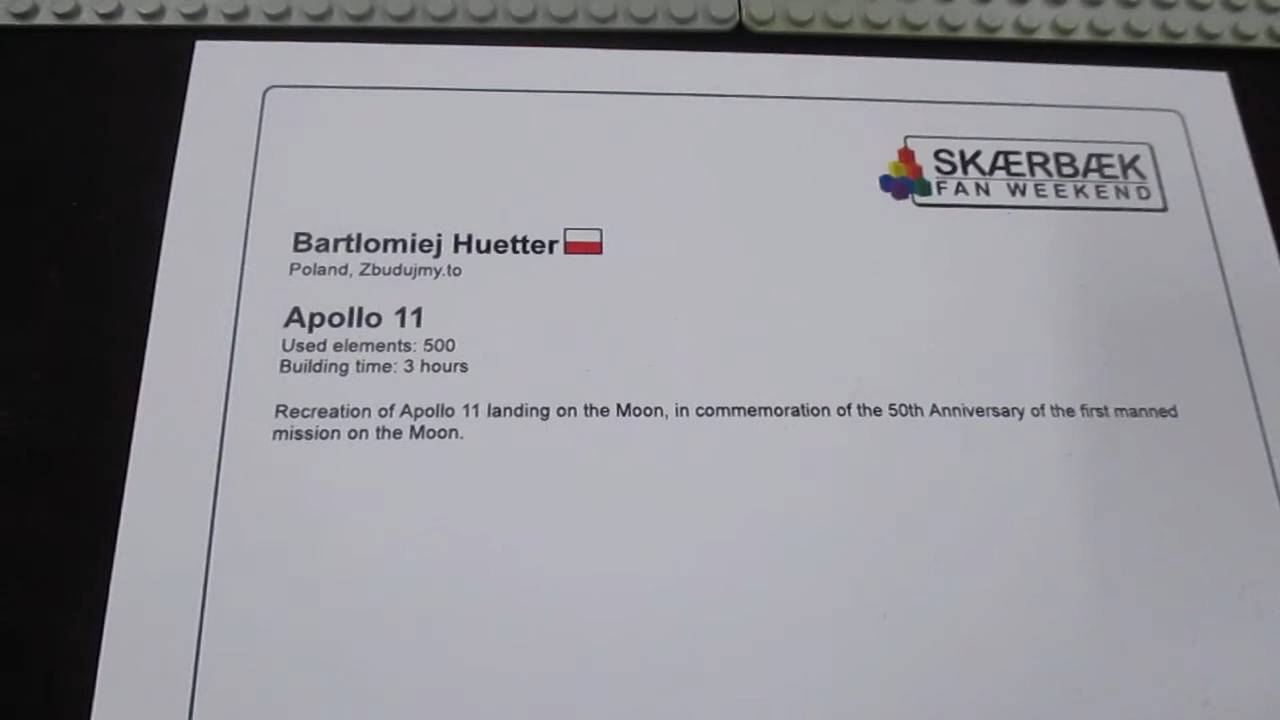 SKÆRBÆK
FAN WEEKEND
Bartlomiej Huetter
Poland, Zbudujmy.to
Apollo 11
Used elements: 500
Building time: 3 hours
Recreation of Apollo 11 landing on the Moon, in commemoration of the 50th Anniversary of the first manned
mission on the Moon.